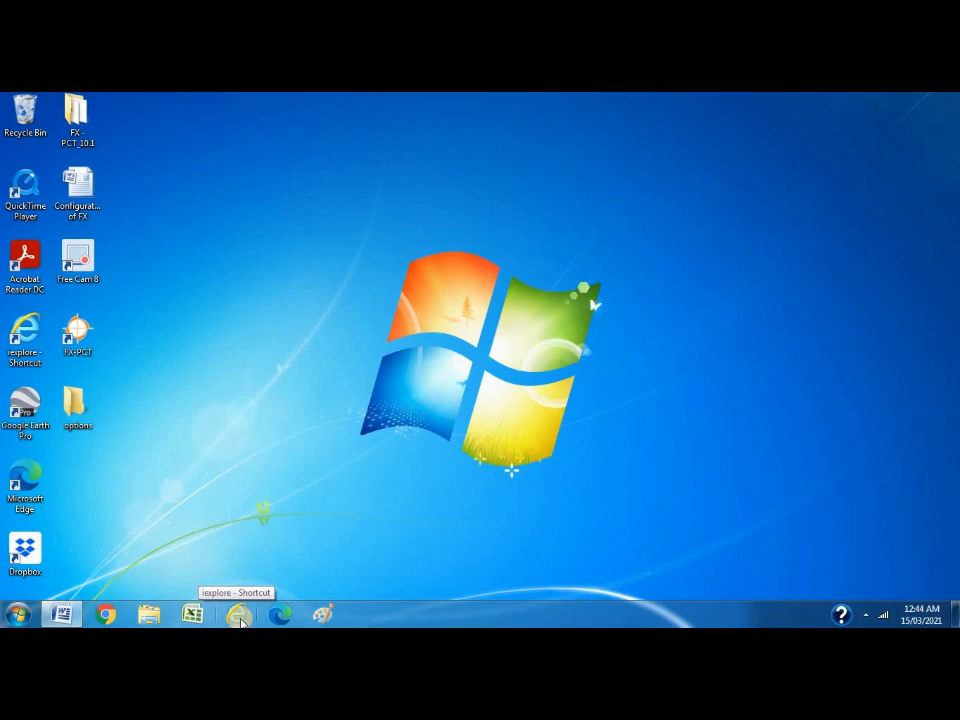 Recycle Bin
FX -
PCT_10.1
QuickTime
Player
Configurat...
of FX
Acrobat
Reader DC
Free Cam 8
iexplore -
Shortcut
FX-PCT
Pro
Google Earth
Pro
options
Microsoft
Edge
Dropbox
iexplore - Shortcut
12:44 AM
15/03/2021